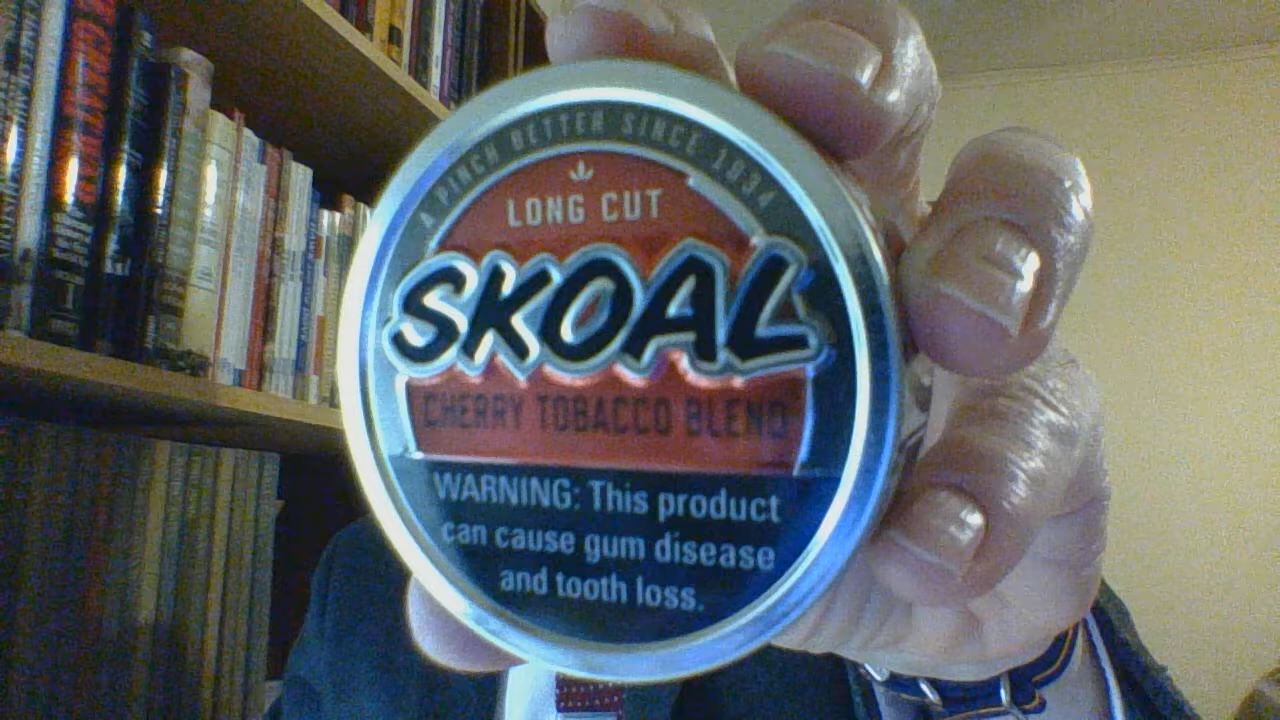 A PINCH BETTER SINCE 1934
LONG CUT
SKOAL
CHERRY TOBACCO BLEND
WARNING: This product
can cause gum disease
and tooth loss.